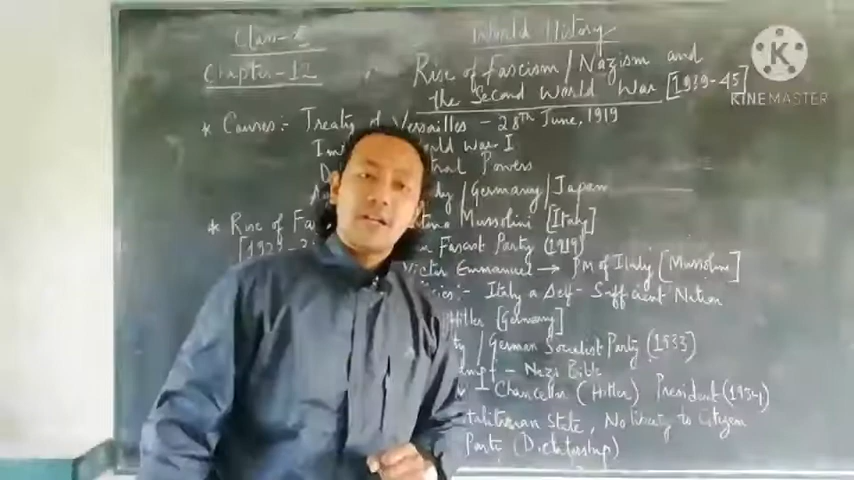 Class - X
World History
Chapter - 12
Rise of Fascism / Nazism and
the Second World War [1939-45]
K
KINEMASTER
* Causes :- Treaty of Versailles - 28th June, 1919
World War I
Powers
/ Germany / Japan
* Rise of Mussolini [Italy]
Fascist Party (1919)
Victor Emmanuel → PM of Italy [Mussolini]
:- Italy a Self-Sufficient Nation
Hitler [Germany]
/ German Socialist Party (1933)
- Nazi Bible
Chancellor (Hitler) President (1934)
State, No liberty to Citizen
Party (Dictatorship)